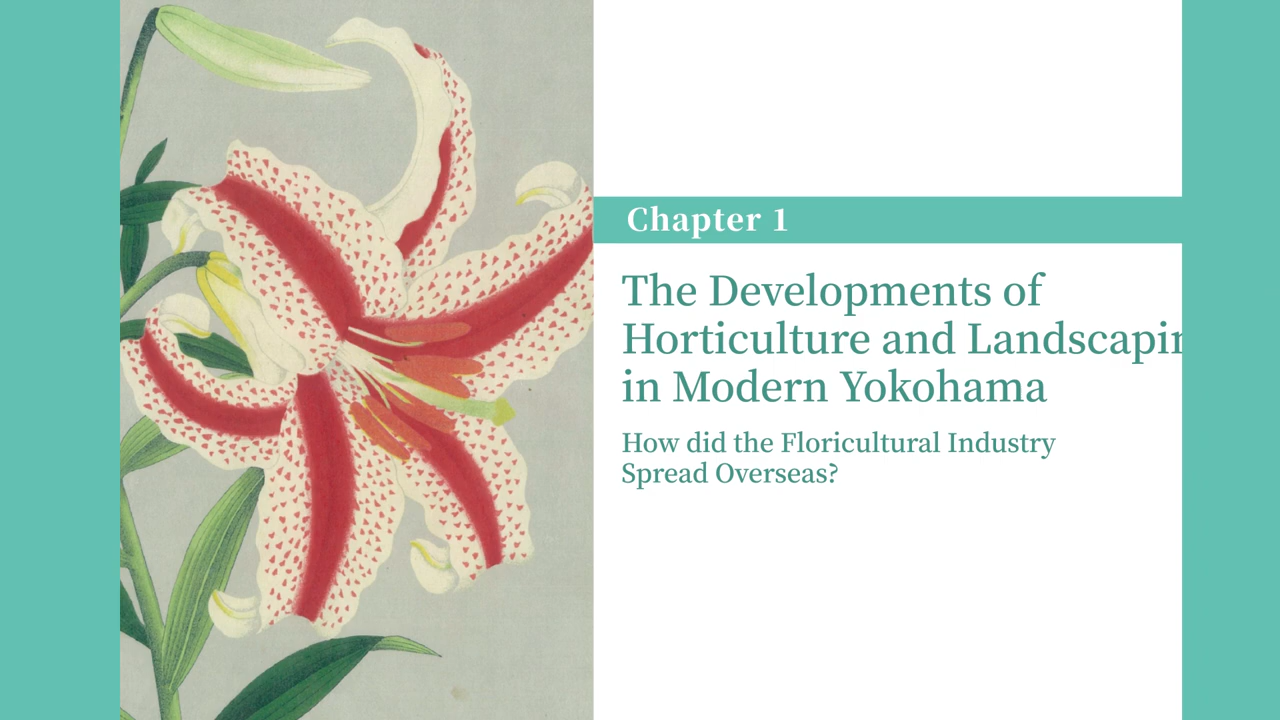 Chapter 1
The Developments of
Horticulture and Landscapin
in Modern Yokohama
How did the Floricultural Industry
Spread Overseas?